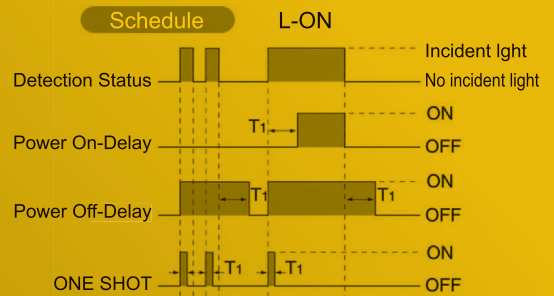 Schedule L-ON
Incident lght
Detection Status No incident light
ON
T1
Power On-Delay OFF
ON
T1 T1
Power Off-Delay OFF
ON
T1 T1
ONE SHOT OFF